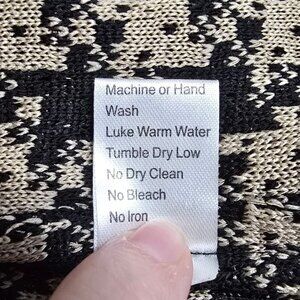 Machine or Hand
Wash
Luke Warm Water
Tumble Dry Low
No Dry Clean
No Bleach
No Iron